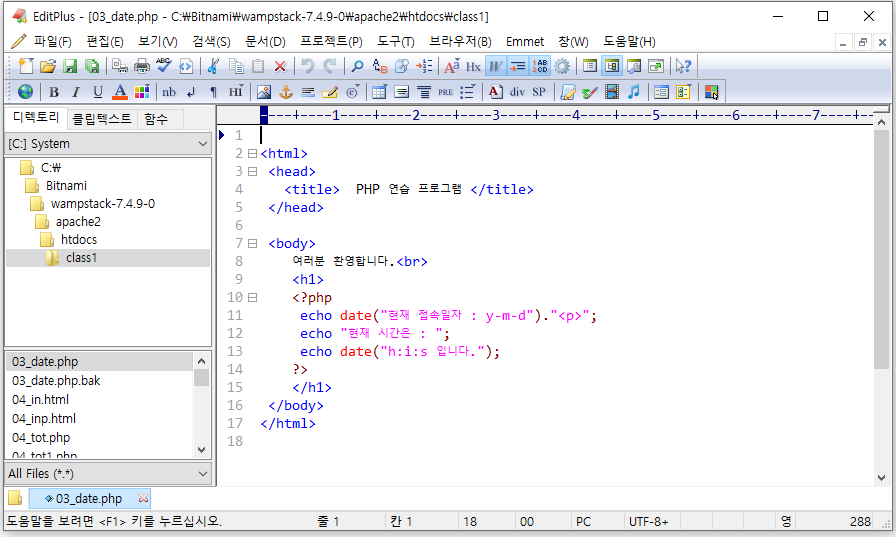 EditPlus - [03_date.php - C:₩Bitnami₩wampstack-7.4.9-0₩apache2₩htdocs₩class1]
파일(F) 편집(E) 보기(V) 검색(S) 문서(D) 프로젝트(P) 도구(T) 브라우저(B) Emmet 창(W) 도움말(H)
ABC A Aª Hx W 1AB 2CD
B I U A nb ¶ HI PRE A div SP
디렉토리 클립텍스트 함수
----+----1----+----2----+----3----+----4----+----5----+----6----+----7----+--
[C:] System
C:₩
Bitnami
wampstack-7.4.9-0
apache2
htdocs
class1
03_date.php
03_date.php.bak
04_in.html
04_inp.html
04_tot.php
04_tot1.php
All Files (*.*)
1
2 <html>
3 <head>
4 <title>  PHP 연습 프로그램 </title>
5 </head>
6
7 <body>
8 여러분 환영합니다.<br>
9 <h1>
10 <?php
11 echo date("현재 접속일자 : y-m-d")."<p>";
12 echo "현재 시간은 : ";
13 echo date("h:i:s 입니다.");
14 ?>
15 </h1>
16 </body>
17 </html>
18
03_date.php
도움말을 보려면 <F1> 키를 누르십시오. 줄 1 칸 1 18 00 PC UTF-8+ 영 288